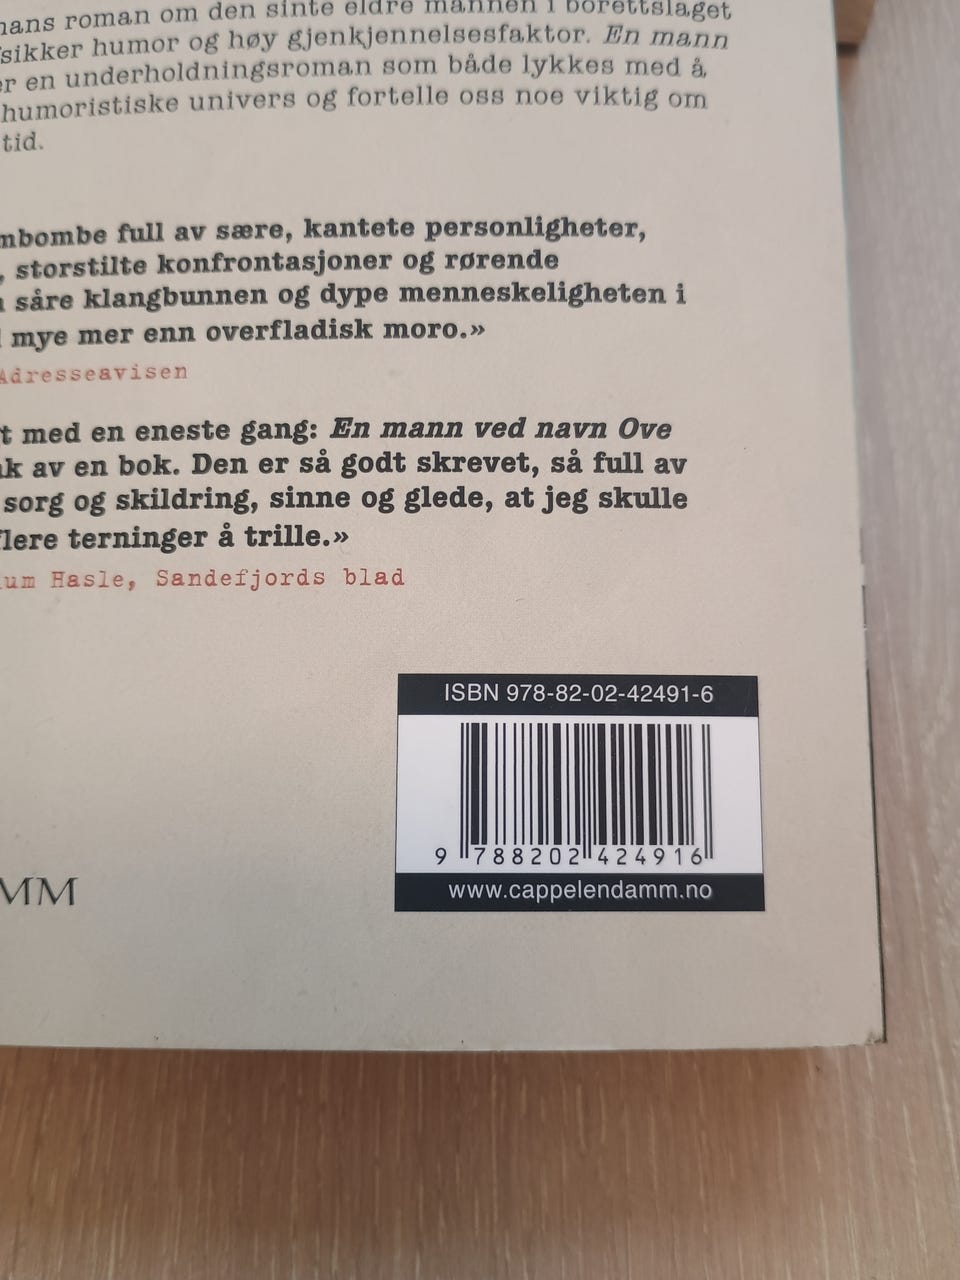 roman om den sinte eldre mannen i borettslaget
sikker humor og høy gjenkjennelsesfaktor. En mann
en underholdningsroman som både lykkes med å
humoristiske univers og fortelle oss noe viktig om
tid.
mbombe full av sære, kantete personligheter,
, storstilte konfrontasjoner og rørende
såre klangbunnen og dype menneskeligheten i
mye mer enn overfladisk moro.»
Adresseavisen
t med en eneste gang: En mann ved navn Ove
av en bok. Den er så godt skrevet, så full av
sorg og skildring, sinne og glede, at jeg skulle
flere terninger å trille.»
um Hasle, Sandefjords blad
ISBN 978-82-02-42491-6
9 788202 424916
www.cappelendamm.no
MM